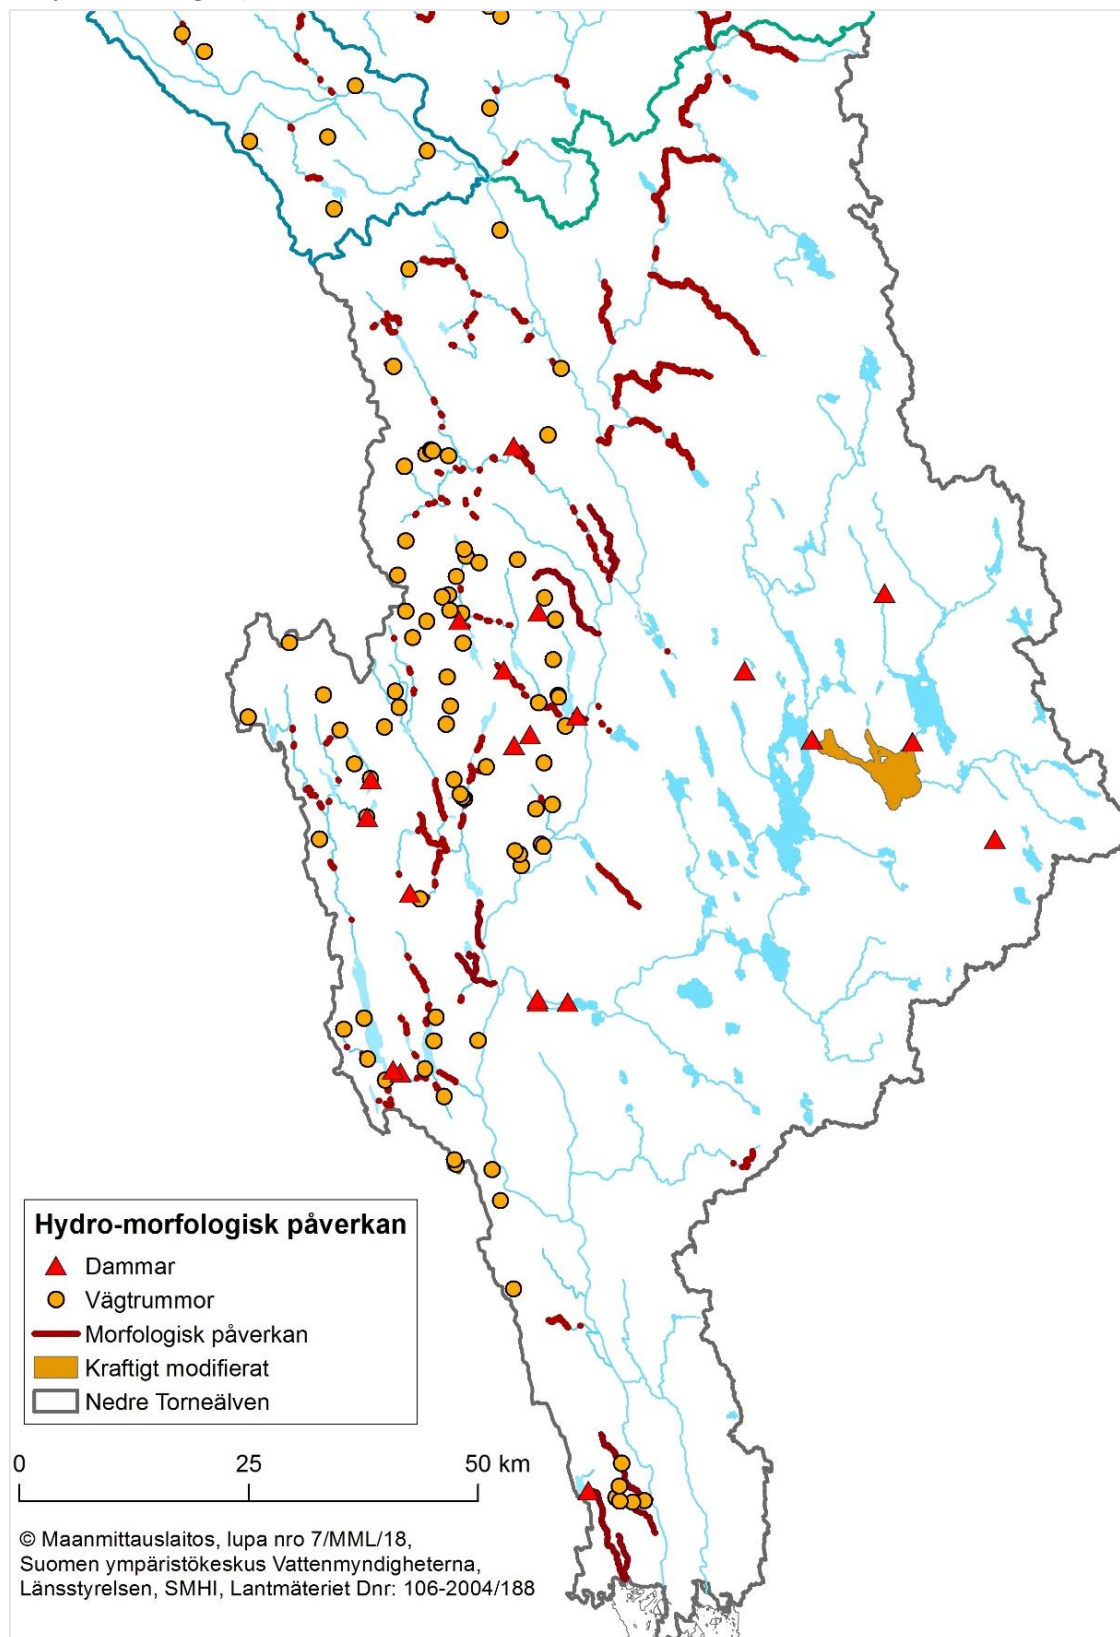 Hydro-morfologisk påverkan
Dammar
Vägtrummor
Morfologisk påverkan
Kraftigt modifierat
Nedre Torneälven
0 25 50 km
© Maanmittauslaitos, lupa nro 7/MML/18,
Suomen ympäristökeskus Vattenmyndigheterna,
Länsstyrelsen, SMHI, Lantmäteriet Dnr: 106-2004/188